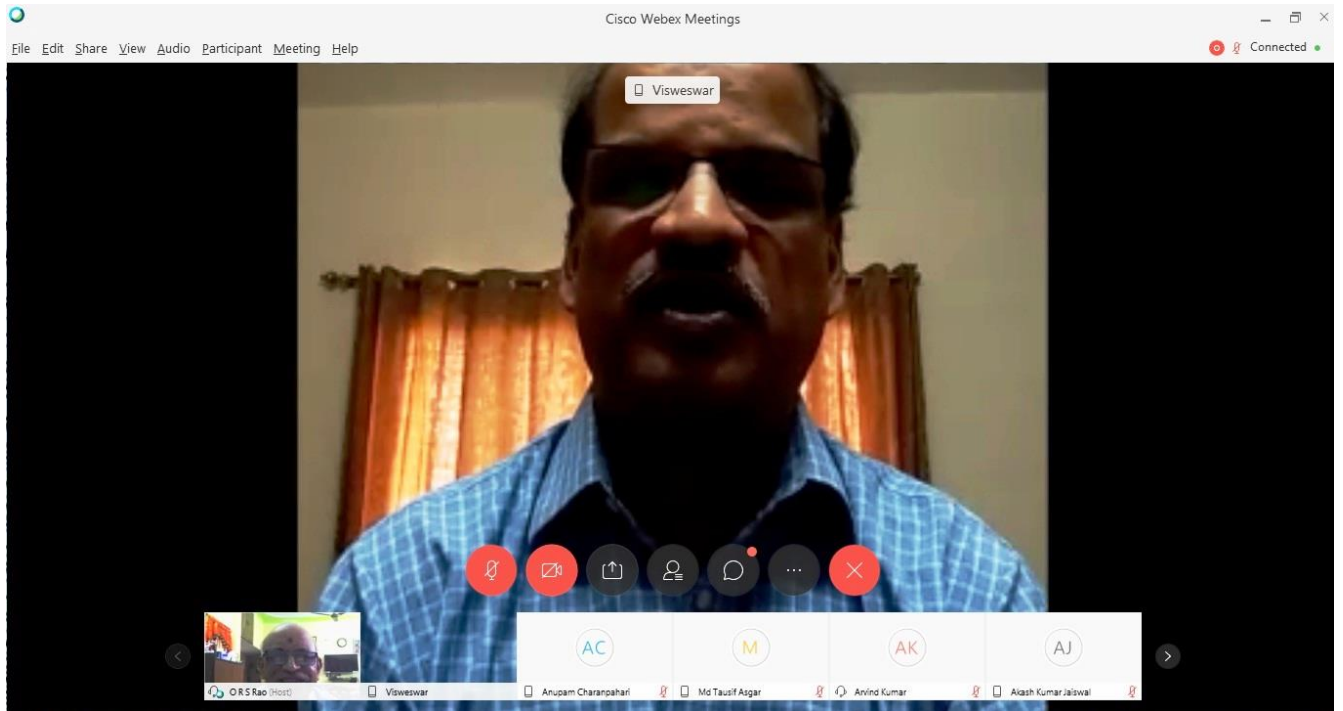 Cisco Webex Meetings
File Edit Share View Audio Participant Meeting Help
Connected
Visweswar
AC
M
AK
AJ
O R S Rao (Host)
Visweswar
Anupam Charanpahari
Md Tausif Asgar
Arvind Kumar
Akash Kumar Jaiswal